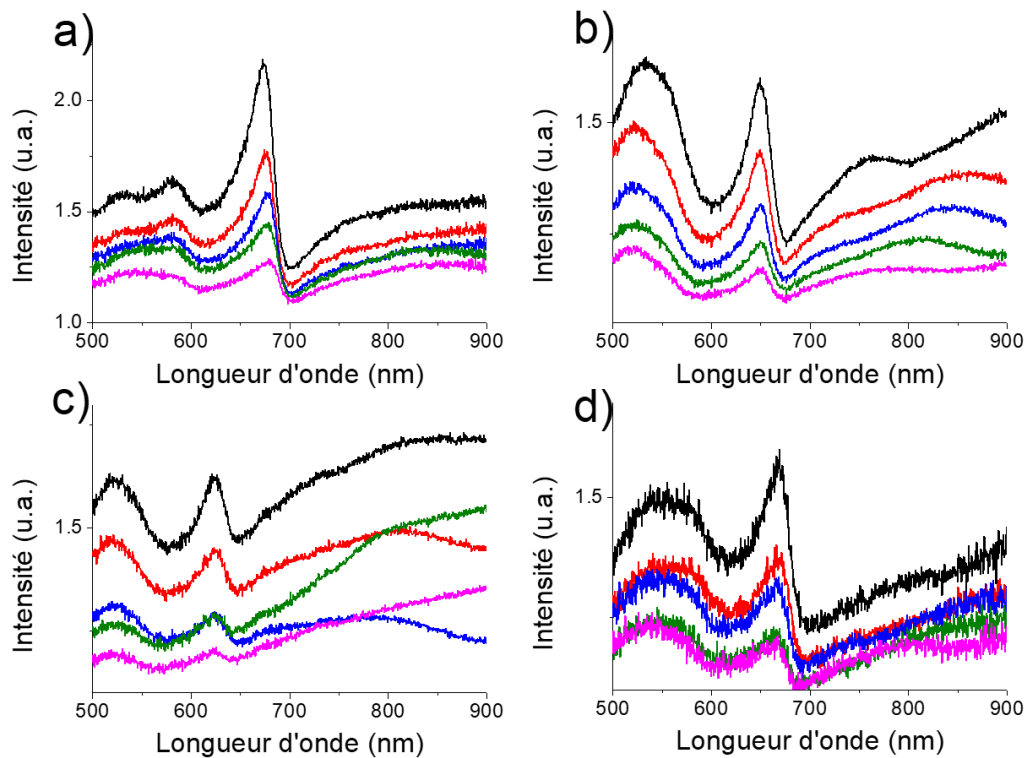 a)
Intensité (u.a.)
2.0
1.5
1.0
500 600 700 800 900
Longueur d'onde (nm)
b)
Intensité (u.a.)
1.5
500 600 700 800 900
Longueur d'onde (nm)
c)
Intensité (u.a.)
1.5
500 600 700 800 900
Longueur d'onde (nm)
d)
Intensité (u.a.)
1.5
500 600 700 800 900
Longueur d'onde (nm)